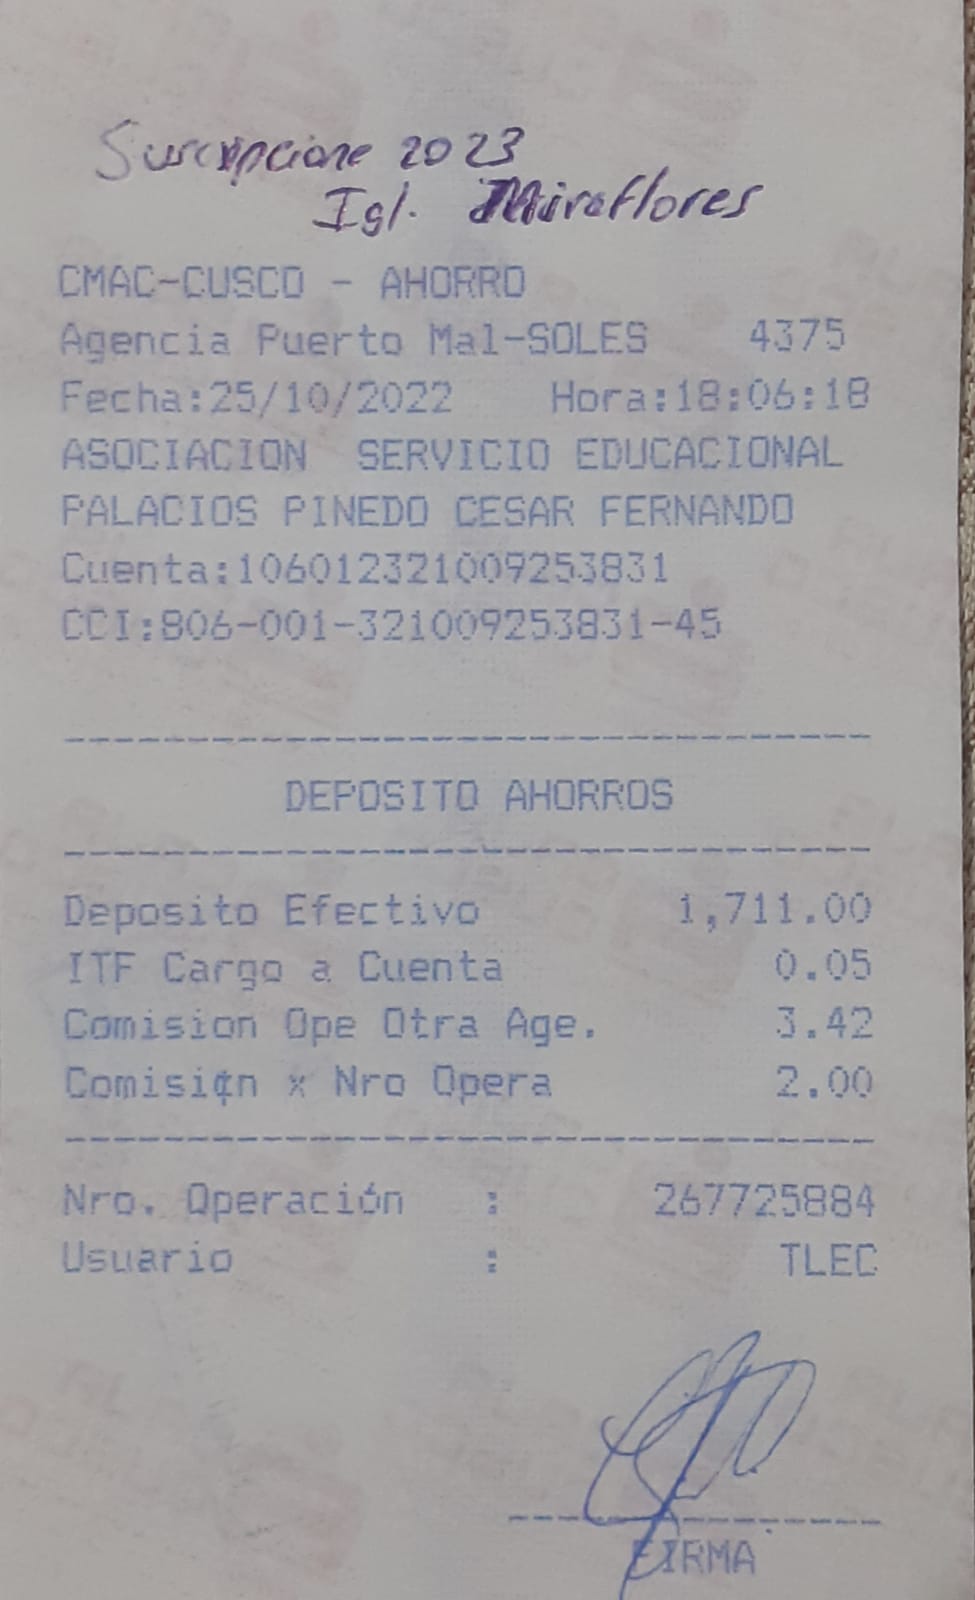 Suscripcione 2023
Igl. Miraflores
CMAC-CUSCO - AHORRO
Agencia Puerto Mal-SOLES 4375
Fecha:25/10/2022 Hora:18:06:18
ASOCIACION SERVICIO EDUCACIONAL
PALACIOS PINEDO CESAR FERNANDO
Cuenta:106012321009253831
CCI:806-001-321009253831-45
DEPOSITO AHORROS
Deposito Efectivo 1,711.00
ITF Cargo a Cuenta 0.05
Comision Ope Otra Age. 3.42
Comisión x Nro Opera 2.00
Nro. Operación : 267725884
Usuario : TLEC
FIRMA